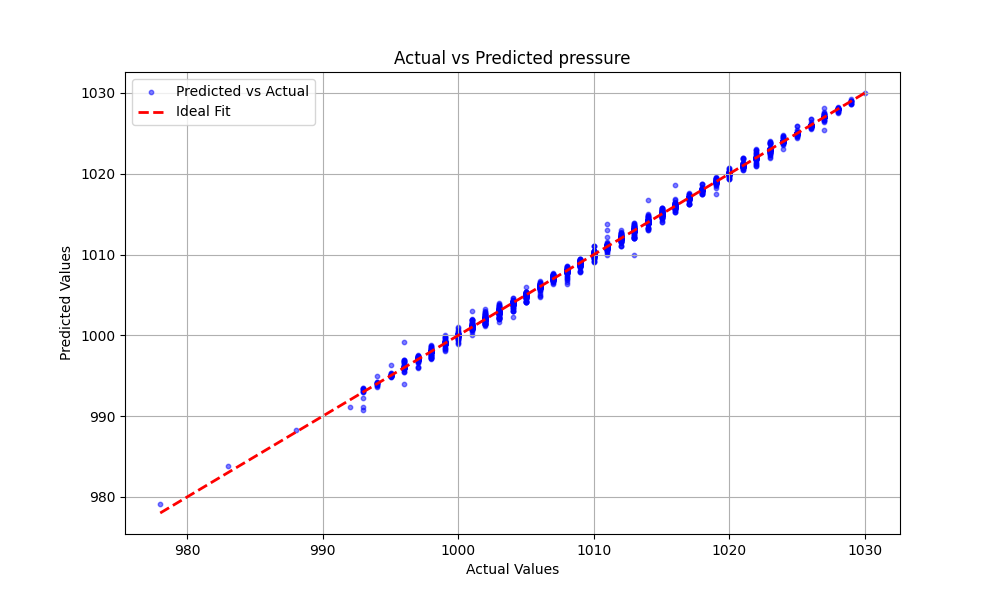 Actual vs Predicted pressure
Predicted vs Actual
Ideal Fit
1030
1020
1010
1000
990
980
Predicted Values
980 990 1000 1010 1020 1030
Actual Values